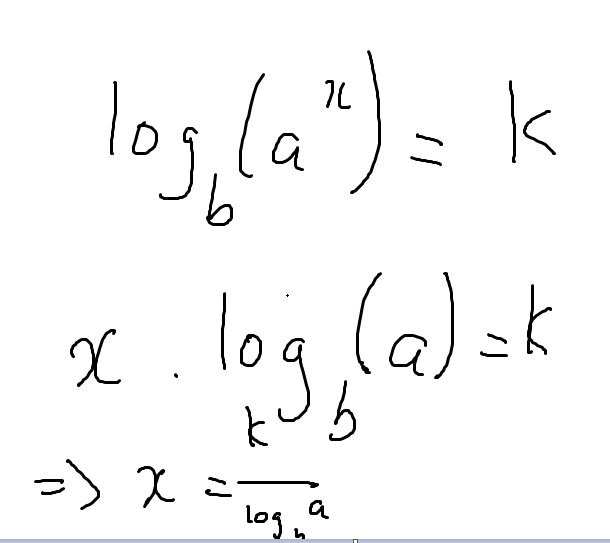 log_b(a^x) = k
x . log_b(a) = k
=> x = k / log_b a